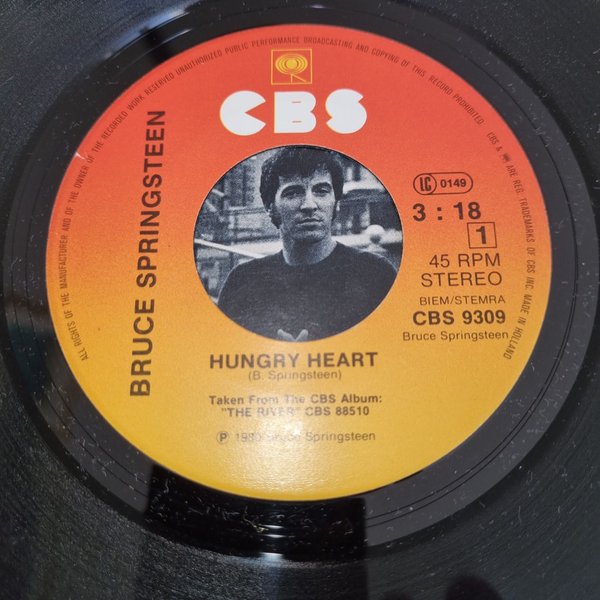 ALL RIGHTS OF THE MANUFACTURER AND OF THE OWNER OF THE RECORDED WORK RESERVED UNAUTHORIZED PUBLIC PERFORMANCE BROADCASTING AND COPYING OF THIS RECORD PROHIBITED.
CBS & ARE REG. TRADEMARKS OF CBS INC. MADE IN HOLLAND
CBS
BRUCE SPRINGSTEEN
LC 0149
3 : 18
1
45 RPM
STEREO
BIEM/STEMRA
CBS 9309
Bruce Springsteen
HUNGRY HEART
(B. Springsteen)
Taken From The CBS Album:
"THE RIVER" CBS 88510
℗ 1980 Bruce Springsteen